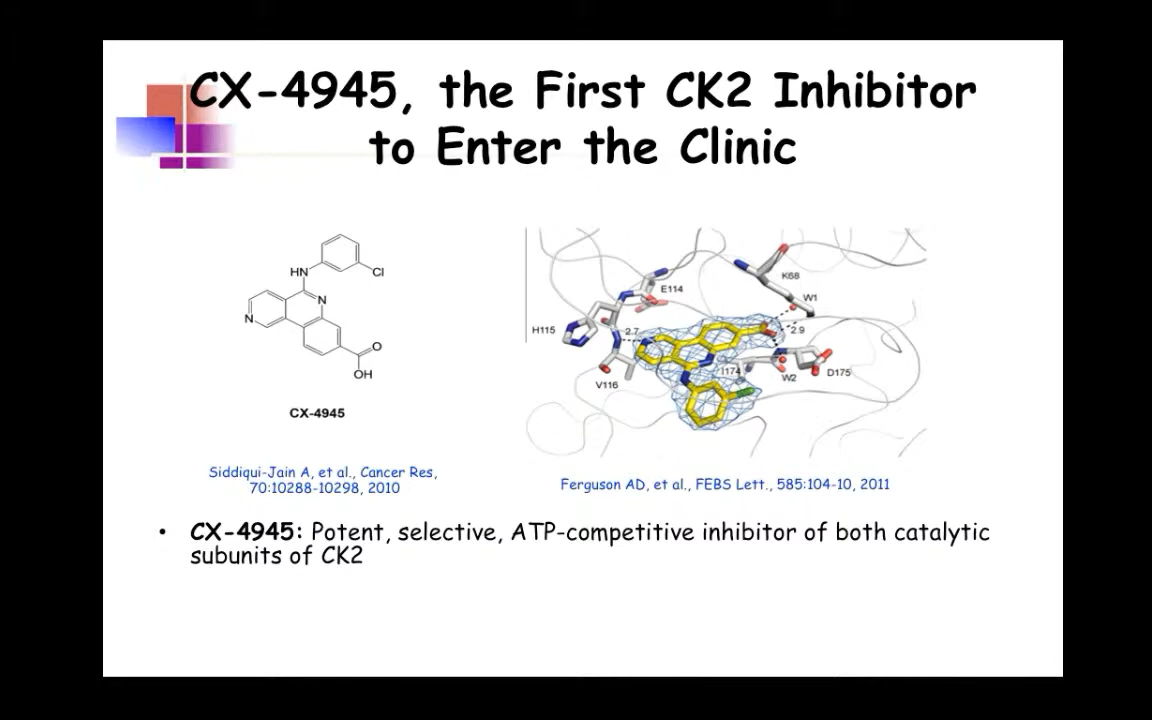 CX-4945, the First CK2 Inhibitor
to Enter the Clinic
HN
Cl
N
N
O
OH
CX-4945
E114
K68
W1
H115
2.7
2.9
I174
V116
W2
D175
Siddiqui-Jain A, et al., Cancer Res,
70:10288-10298, 2010
Ferguson AD, et al., FEBS Lett., 585:104-10, 2011
• CX-4945: Potent, selective, ATP-competitive inhibitor of both catalytic
subunits of CK2